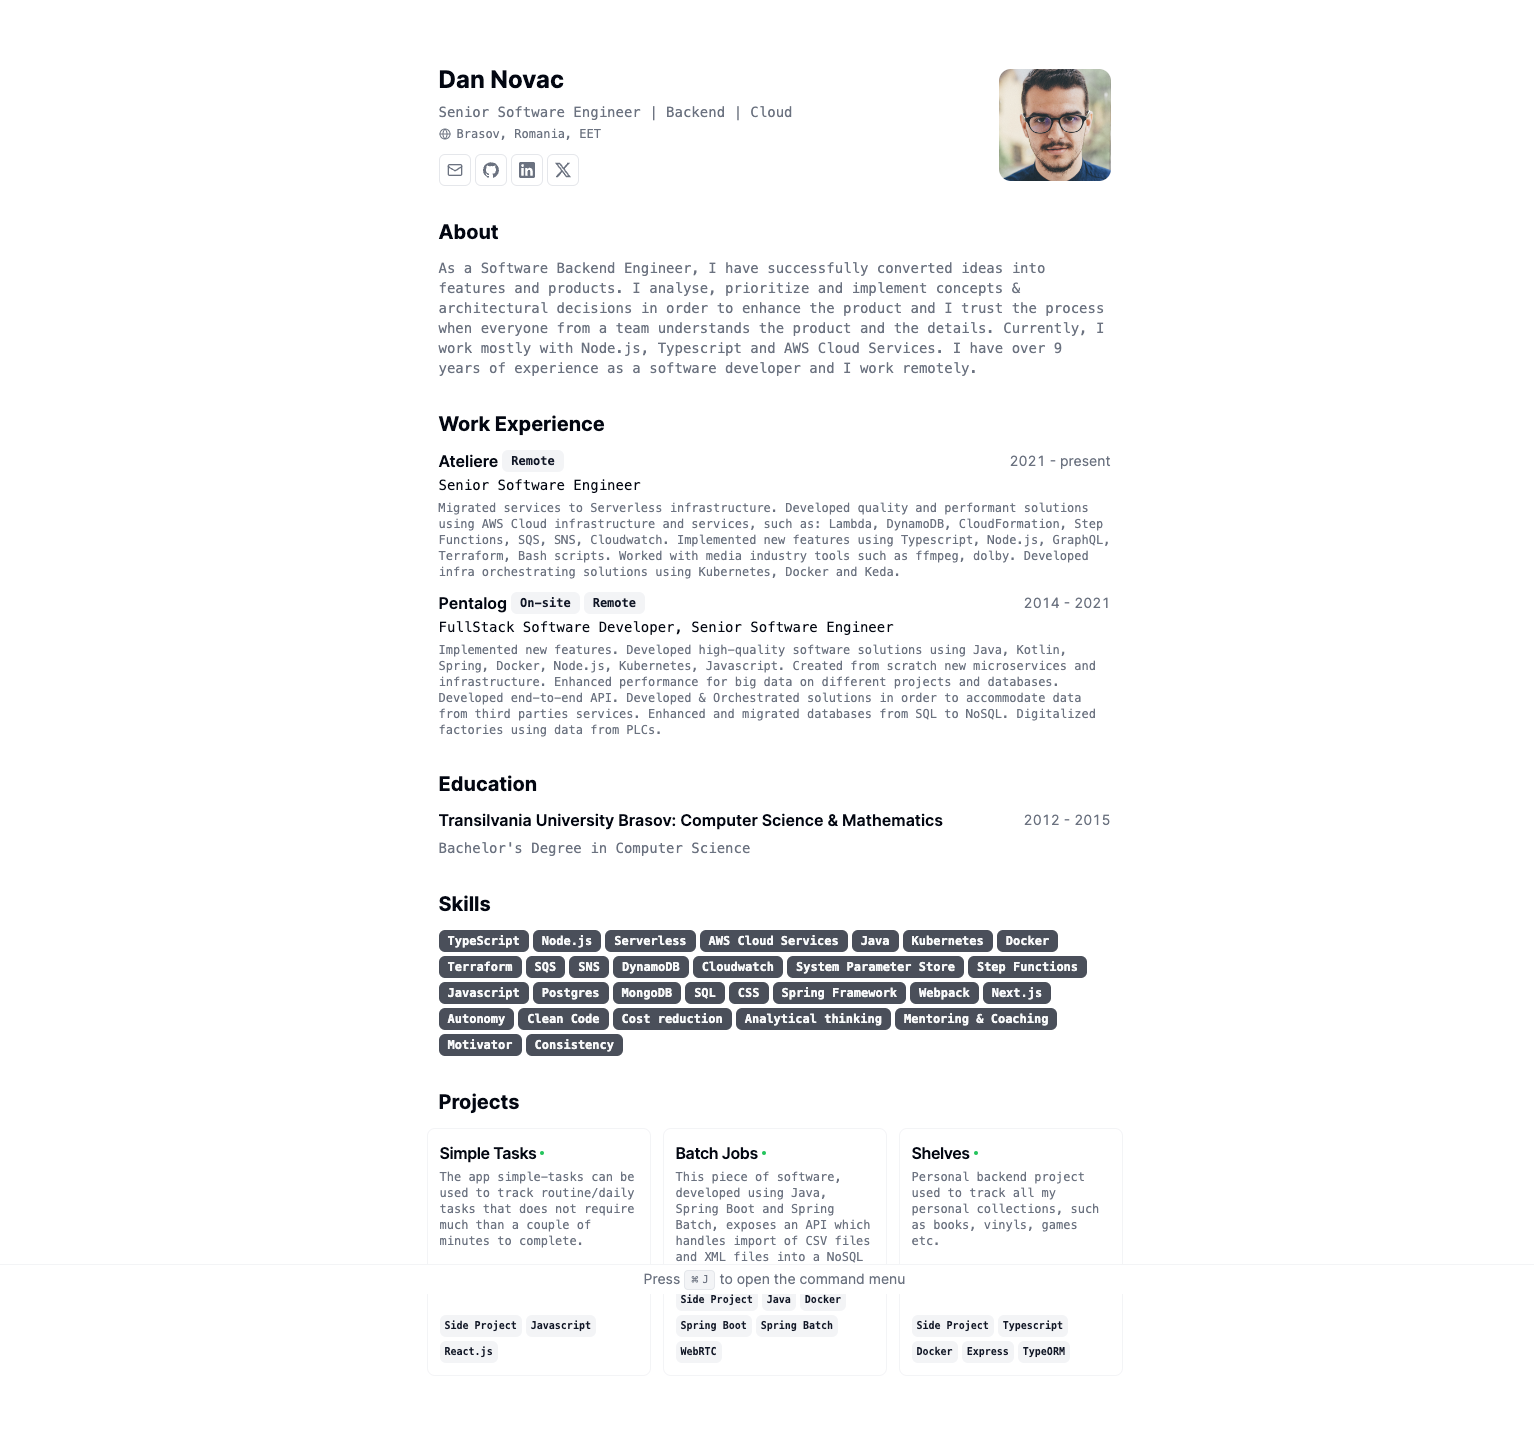 Dan Novac
Senior Software Engineer | Backend | Cloud
Brasov, Romania, EET
About
As a Software Backend Engineer, I have successfully converted ideas into
features and products. I analyse, prioritize and implement concepts &
architectural decisions in order to enhance the product and I trust the process
when everyone from a team understands the product and the details. Currently, I
work mostly with Node.js, Typescript and AWS Cloud Services. I have over 9
years of experience as a software developer and I work remotely.
Work Experience
Ateliere Remote 2021 - present
Senior Software Engineer
Migrated services to Serverless infrastructure. Developed quality and performant solutions
using AWS Cloud infrastructure and services, such as: Lambda, DynamoDB, CloudFormation, Step
Functions, SQS, SNS, Cloudwatch. Implemented new features using Typescript, Node.js, GraphQL,
Terraform, Bash scripts. Worked with media industry tools such as ffmpeg, dolby. Developed
infra orchestrating solutions using Kubernetes, Docker and Keda.
Pentalog On-site Remote 2014 - 2021
FullStack Software Developer, Senior Software Engineer
Implemented new features. Developed high-quality software solutions using Java, Kotlin,
Spring, Docker, Node.js, Kubernetes, Javascript. Created from scratch new microservices and
infrastructure. Enhanced performance for big data on different projects and databases.
Developed end-to-end API. Developed & Orchestrated solutions in order to accommodate data
from third parties services. Enhanced and migrated databases from SQL to NoSQL. Digitalized
factories using data from PLCs.
Education
Transilvania University Brasov: Computer Science & Mathematics 2012 - 2015
Bachelor's Degree in Computer Science
Skills
TypeScript Node.js Serverless AWS Cloud Services Java Kubernetes Docker
Terraform SQS SNS DynamoDB Cloudwatch System Parameter Store Step Functions
Javascript Postgres MongoDB SQL CSS Spring Framework Webpack Next.js
Autonomy Clean Code Cost reduction Analytical thinking Mentoring & Coaching
Motivator Consistency
Projects
Simple Tasks
The app simple-tasks can be
used to track routine/daily
tasks that does not require
much than a couple of
minutes to complete.
Side Project Javascript
React.js
Batch Jobs
This piece of software,
developed using Java,
Spring Boot and Spring
Batch, exposes an API which
handles import of CSV files
and XML files into a NoSQL
Side Project Java Docker
Spring Boot Spring Batch
WebRTC
Shelves
Personal backend project
used to track all my
personal collections, such
as books, vinyls, games
etc.
Side Project Typescript
Docker Express TypeORM
Press ⌘ J to open the command menu